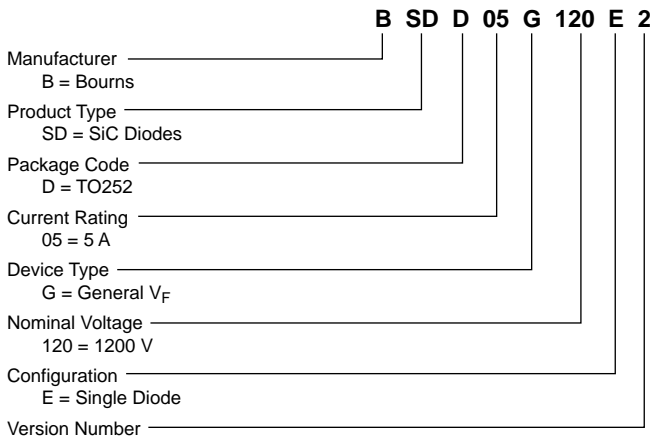 B SD D 05 G 120 E 2
Manufacturer
B = Bourns
Product Type
SD = SiC Diodes
Package Code
D = TO252
Current Rating
05 = 5 A
Device Type
G = General VF
Nominal Voltage
120 = 1200 V
Configuration
E = Single Diode
Version Number